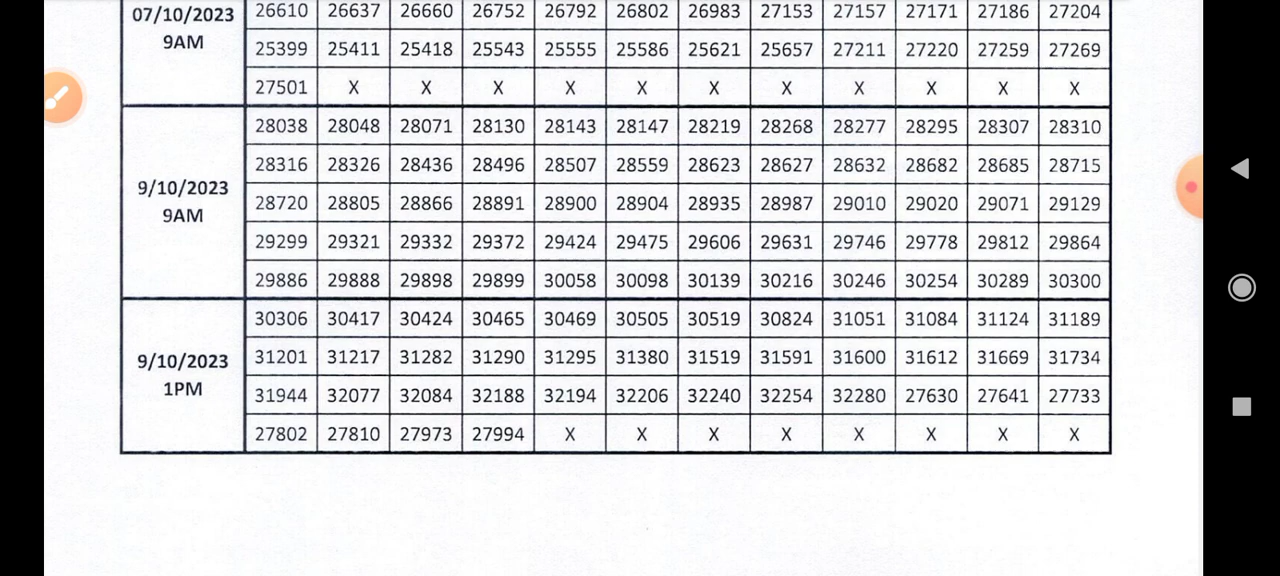 07/10/2023 9AM
26610 26637 26660 26752 26792 26802 26983 27153 27157 27171 27186 27204
25399 25411 25418 25543 25555 25586 25621 25657 27211 27220 27259 27269
27501 X X X X X X X X X X X
9/10/2023 9AM
28038 28048 28071 28130 28143 28147 28219 28268 28277 28295 28307 28310
28316 28326 28436 28496 28507 28559 28623 28627 28632 28682 28685 28715
28720 28805 28866 28891 28900 28904 28935 28987 29010 29020 29071 29129
29299 29321 29332 29372 29424 29475 29606 29631 29746 29778 29812 29864
29886 29888 29898 29899 30058 30098 30139 30216 30246 30254 30289 30300
9/10/2023 1PM
30306 30417 30424 30465 30469 30505 30519 30824 31051 31084 31124 31189
31201 31217 31282 31290 31295 31380 31519 31591 31600 31612 31669 31734
31944 32077 32084 32188 32194 32206 32240 32254 32280 27630 27641 27733
27802 27810 27973 27994 X X X X X X X X